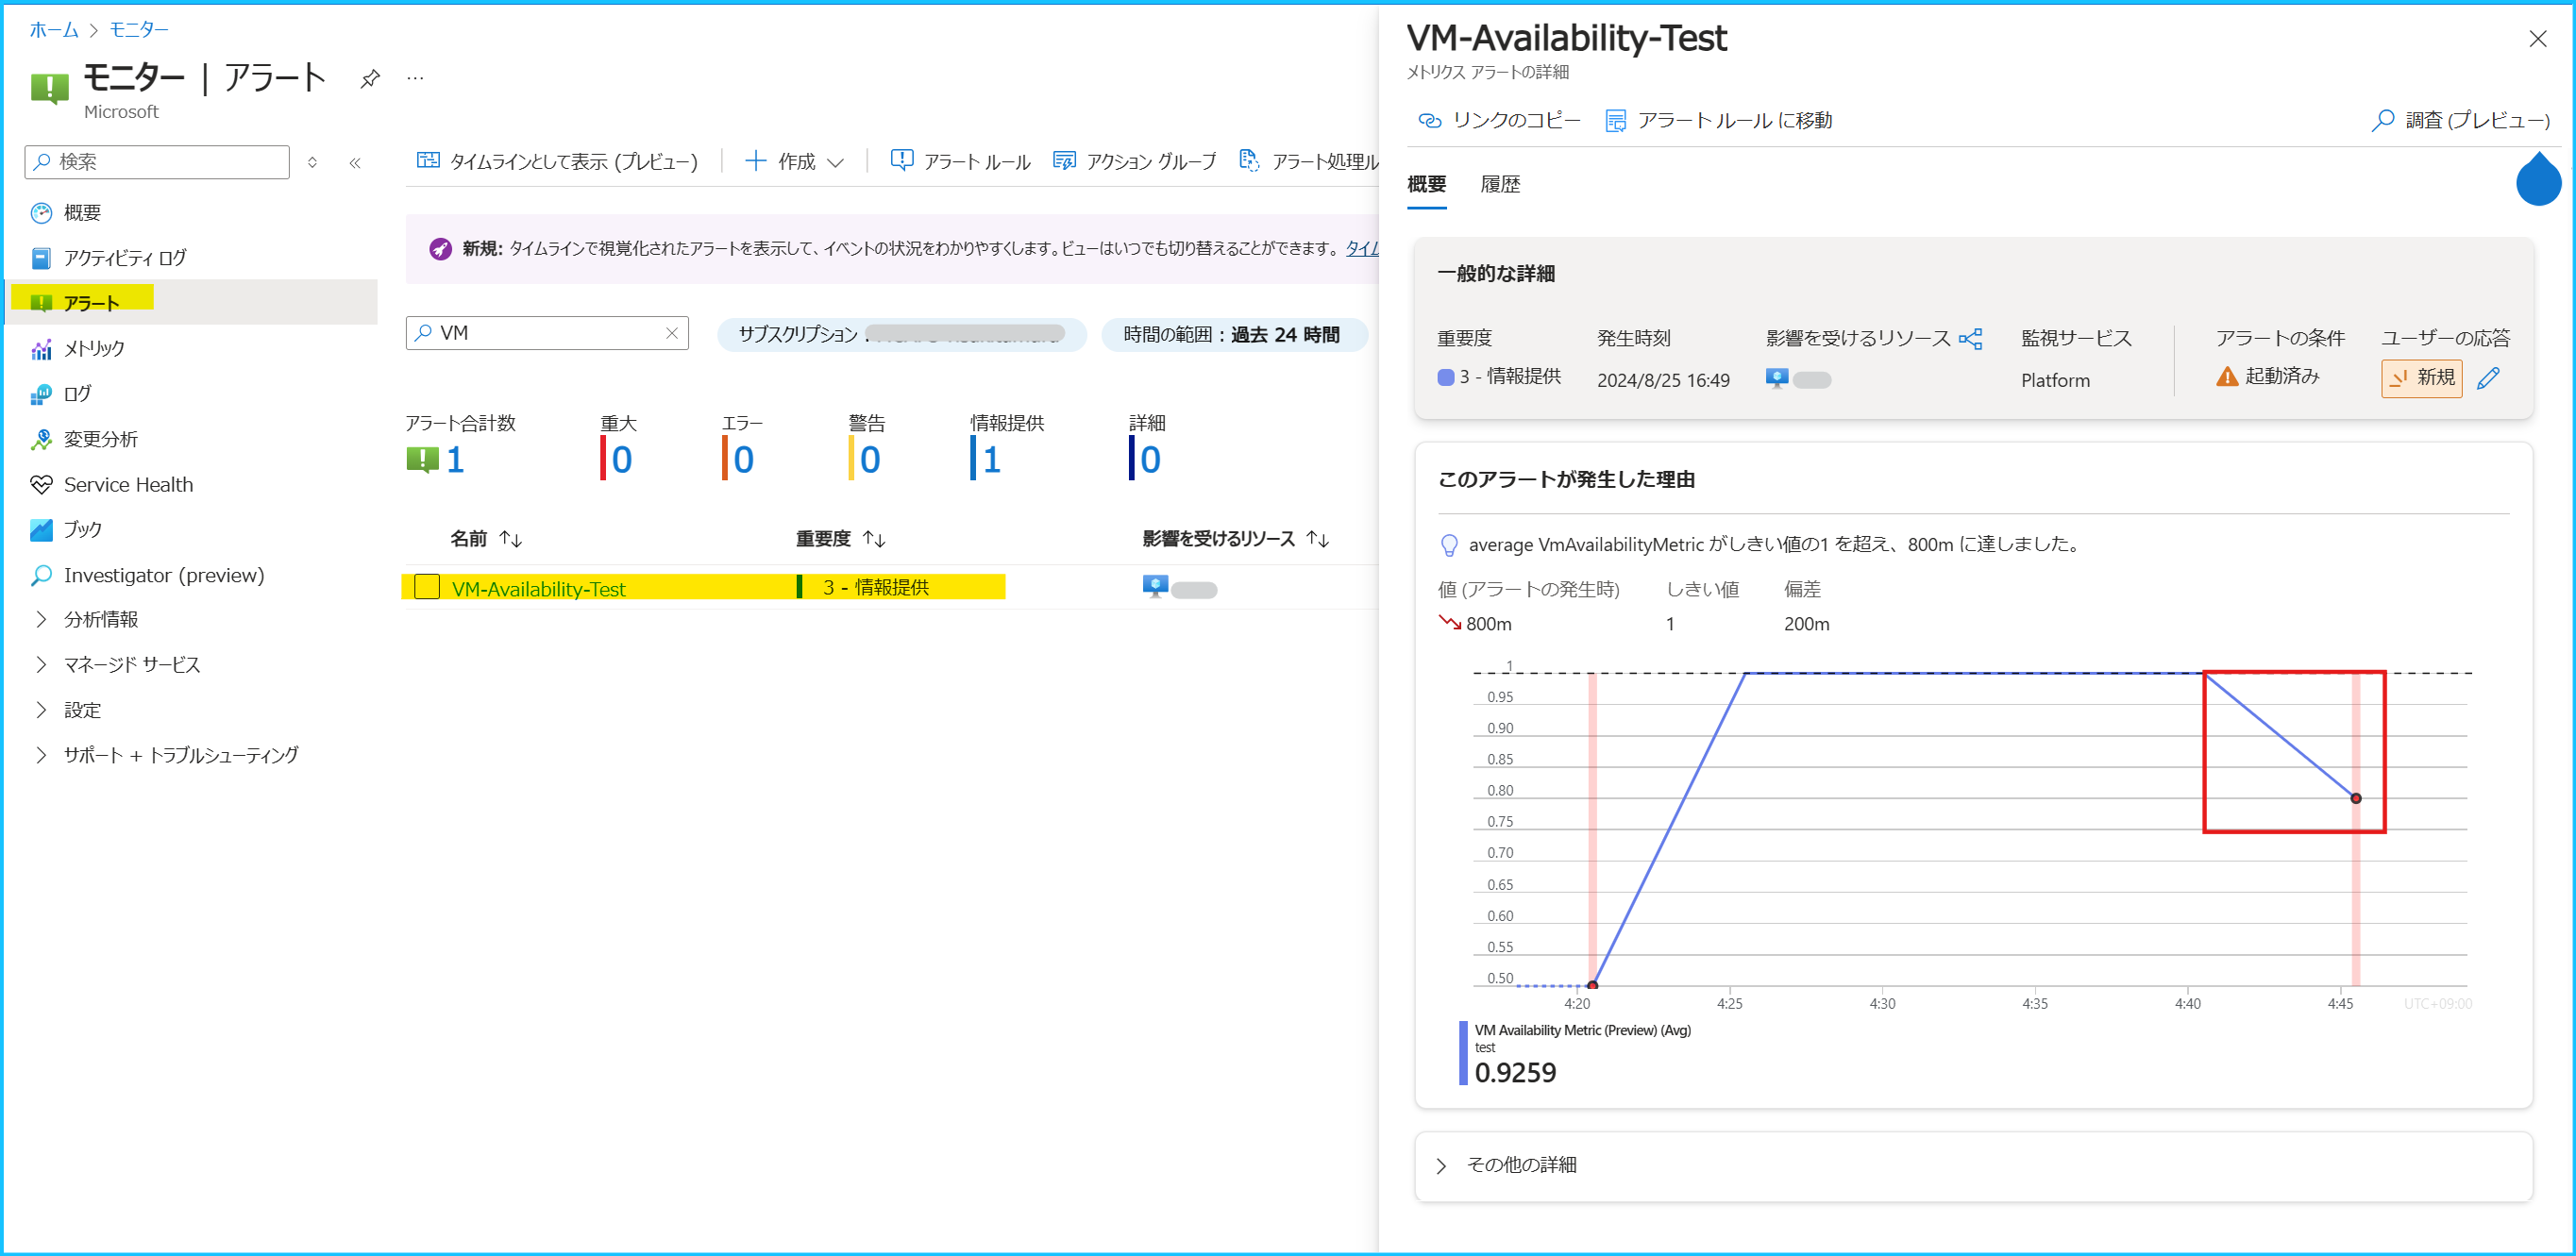 ホーム > モニター
モニター | アラート ...
Microsoft
検索
概要
アクティビティ ログ
アラート
メトリック
ログ
変更分析
Service Health
ブック
Investigator (preview)
分析情報
マネージド サービス
設定
サポート + トラブルシューティング
タイムラインとして表示 (プレビュー)
作成
アラート ルール
アクション グループ
アラート処理ル
新規: タイムラインで視覚化されたアラートを表示して、イベントの状況をわかりやすくします。ビューはいつでも切り替えることができます。 タイム
VM
サブスクリプション :
時間の範囲 : 過去 24 時間
アラート合計数 重大 エラー 警告 情報提供 詳細
1 0 0 0 1 0
名前 重要度 影響を受けるリソース
VM-Availability-Test 3 - 情報提供
VM-Availability-Test
メトリクス アラートの詳細
リンクのコピー アラート ルール に移動 調査 (プレビュー)
概要 履歴
一般的な詳細
重要度 発生時刻 影響を受けるリソース 監視サービス アラートの条件 ユーザーの応答
3 - 情報提供 2024/8/25 16:49 Platform 起動済み 新規
このアラートが発生した理由
average VmAvailabilityMetric がしきい値の1 を超え、800m に達しました。
値 (アラートの発生時) しきい値 偏差
800m 1 200m
1
0.95
0.90
0.85
0.80
0.75
0.70
0.65
0.60
0.55
0.50
4:20 4:25 4:30 4:35 4:40 4:45 UTC+09:00
VM Availability Metric (Preview) (Avg)
test
0.9259
その他の詳細